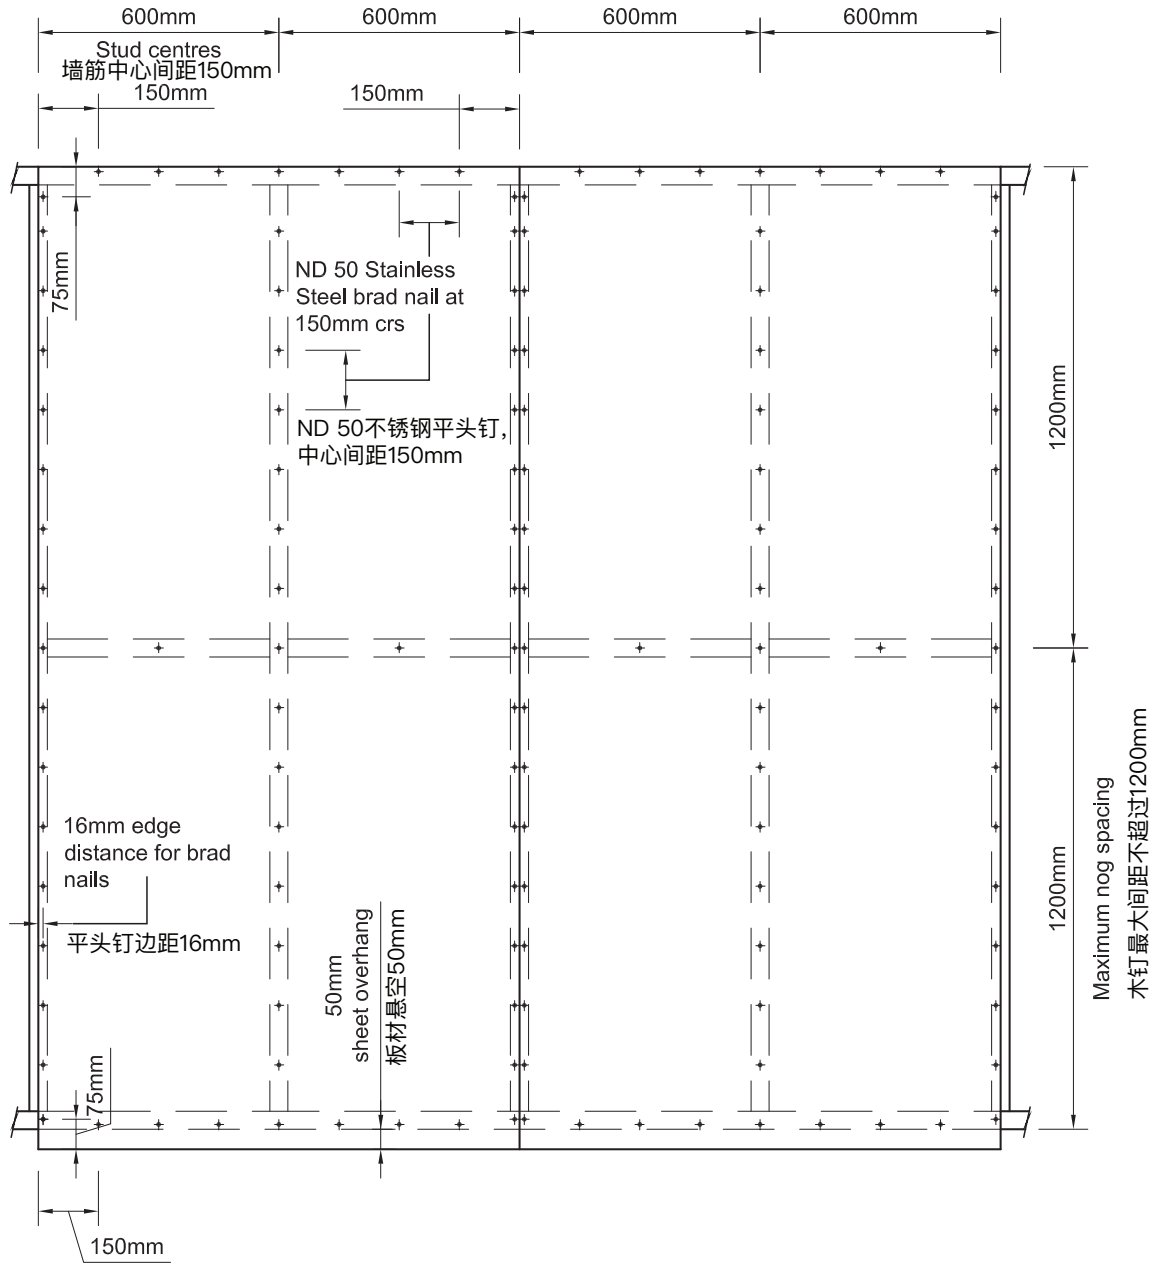 600mm
600mm
600mm
600mm
Stud centres
墙筋中心间距150mm
150mm
150mm
75mm
ND 50 Stainless
Steel brad nail at
150mm crs
ND 50不锈钢平头钉,
中心间距150mm
1200mm
16mm edge
distance for brad
nails
平头钉边距16mm
50mm
sheet overhang
板材悬空50mm
1200mm
Maximum nog spacing
木钉最大间距不超过1200mm
75mm
150mm